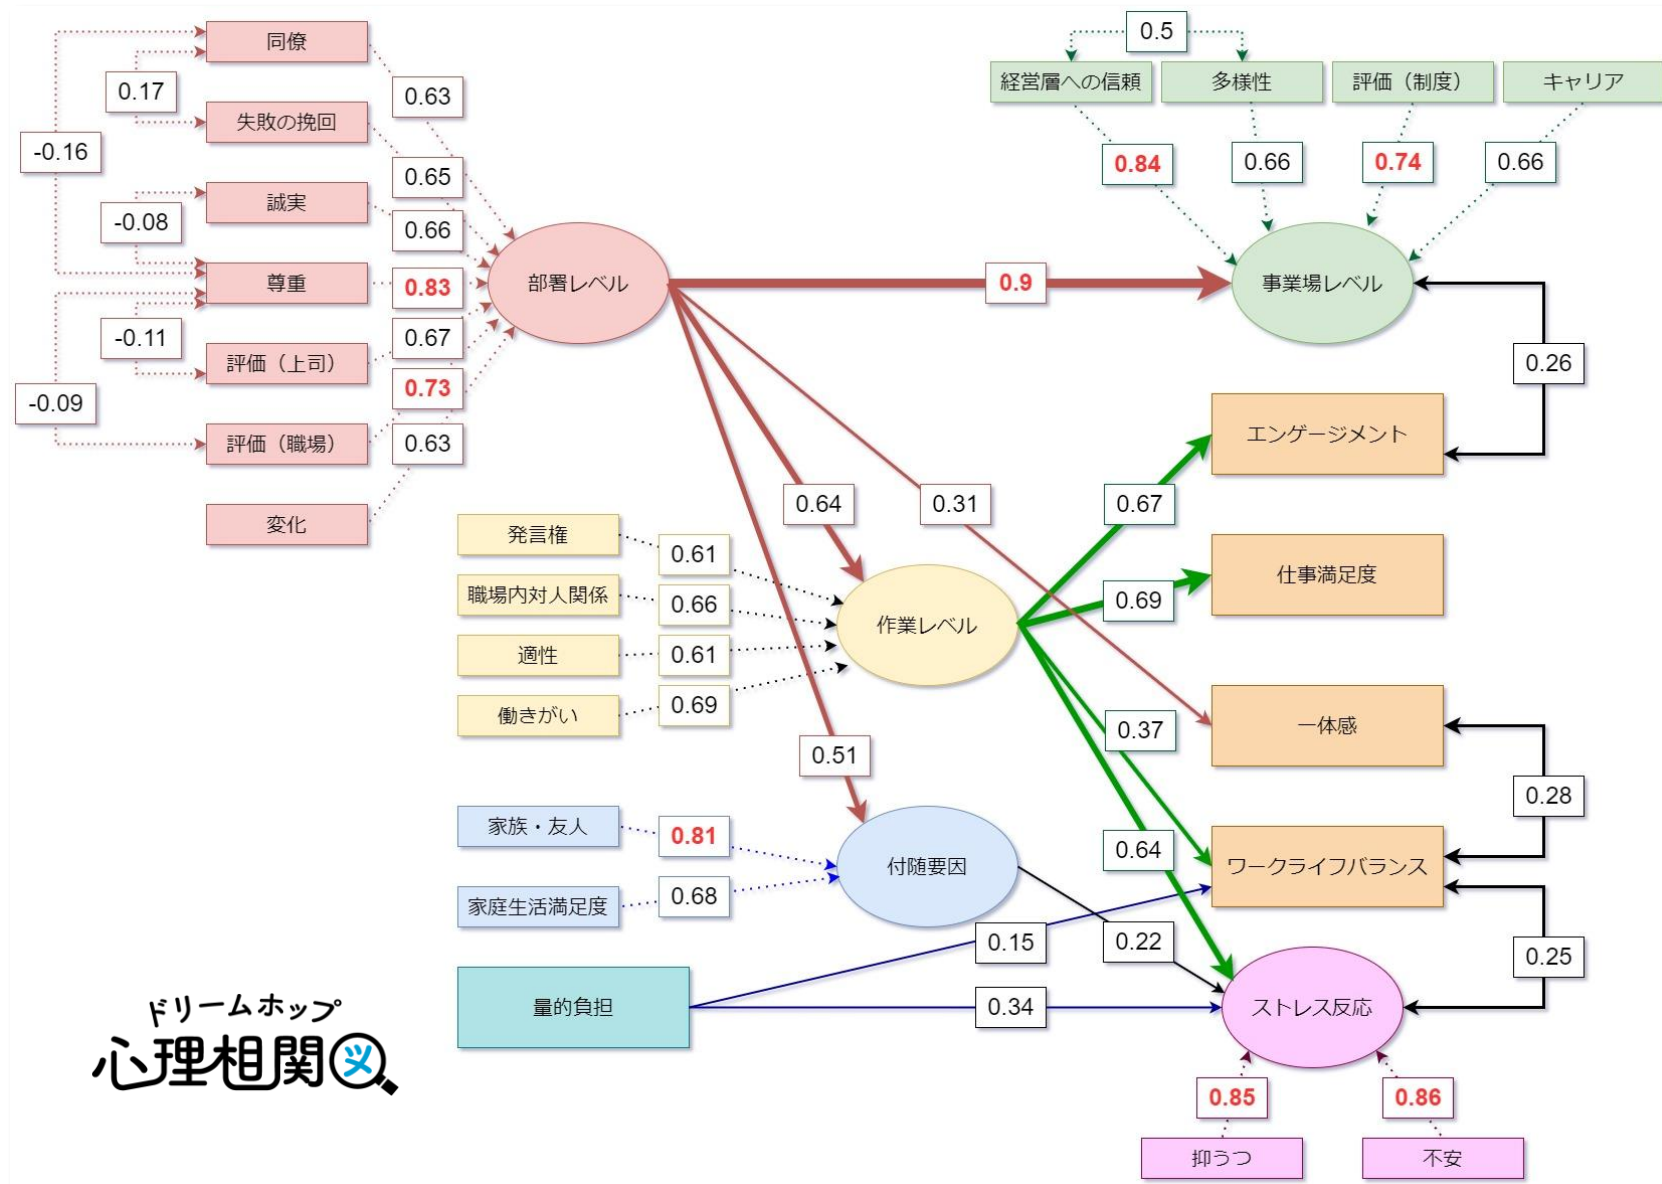 同僚
0.17
失敗の挽回
-0.16
誠実
-0.08
尊重
-0.11
評価（上司）
-0.09
評価（職場）
変化
0.63
0.65
0.66
0.83
0.67
0.73
0.63
部署レベル
0.5
経営層への信頼
多様性
評価（制度）
キャリア
0.84
0.66
0.74
0.66
0.9
事業場レベル
0.26
エンゲージメント
0.64
0.31
0.67
発言権
0.61
職場内対人関係
0.66
適性
0.61
働きがい
0.69
作業レベル
0.69
仕事満足度
0.37
一体感
0.51
0.28
家族・友人
0.81
家庭生活満足度
0.68
付随要因
0.64
ワークライフバランス
0.15
0.22
0.25
量的負担
0.34
ストレス反応
0.85
0.86
抑うつ
不安
ドリームホップ
心理相関図